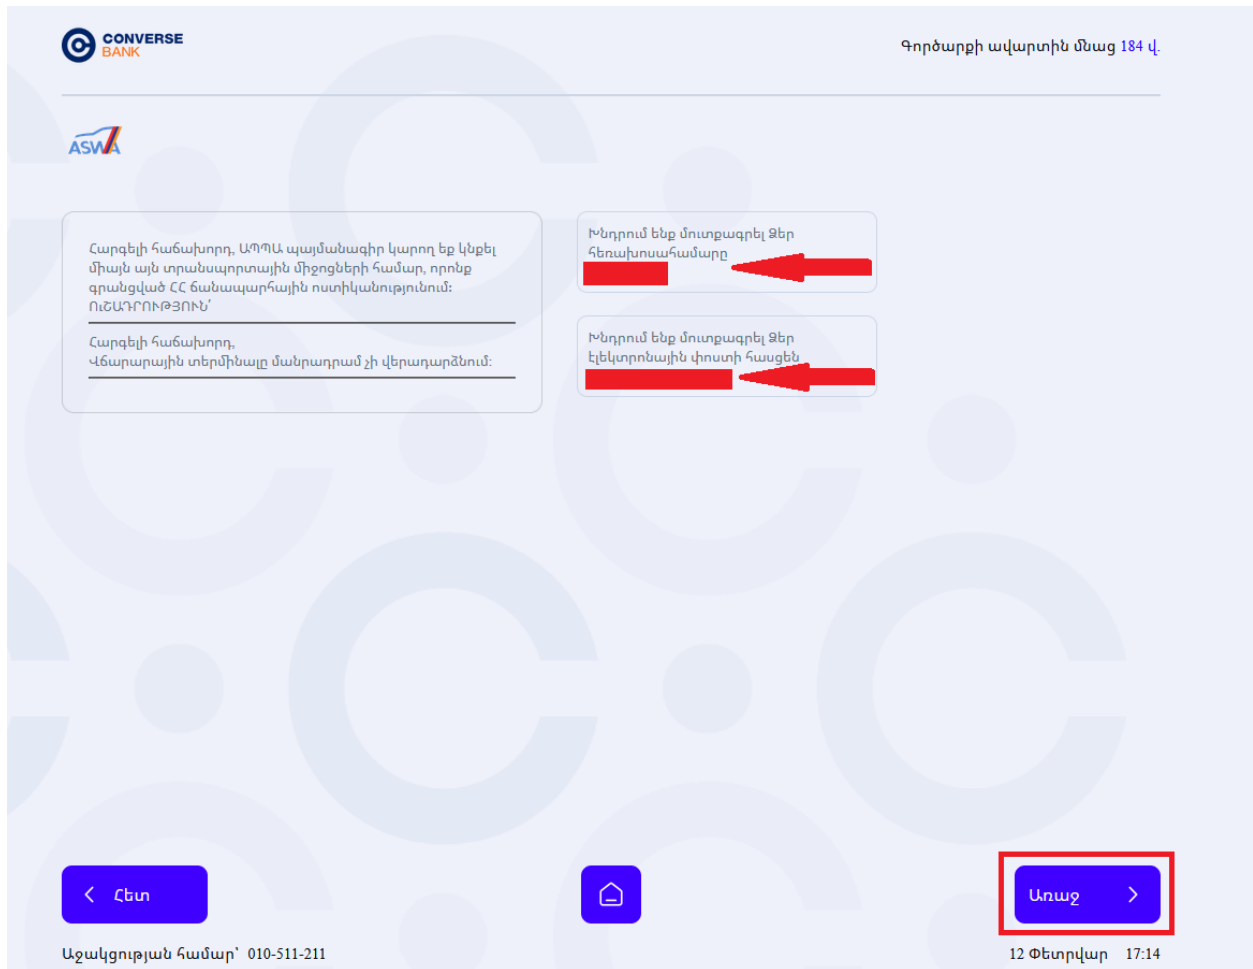 CONVERSE
BANK
Գործարքի ավարտին մնաց 184 վ.
ASWA
Հարգելի հաճախորդ, ԱՊՊԱ պայմանագիր կարող եք կնքել
միայն այն տրանսպորտային միջոցների համար, որոնք
գրանցված ՀՀ ճանապարհային ոստիկանությունում:
ՈւՇԱԴՐՈՒԹՅՈՒՆ՛
Հարգելի հաճախորդ,
Վճարարային տերմինալը մանրադրամ չի վերադարձնում:
Խնդրում ենք մուտքագրել Ձեր
հեռախոսահամարը
Խնդրում ենք մուտքագրել Ձեր
էլեկտրոնային փոստի հասցեն
Հետ
Առաջ
Աջակցության համար՝ 010-511-211
12 Փետրվար 17:14